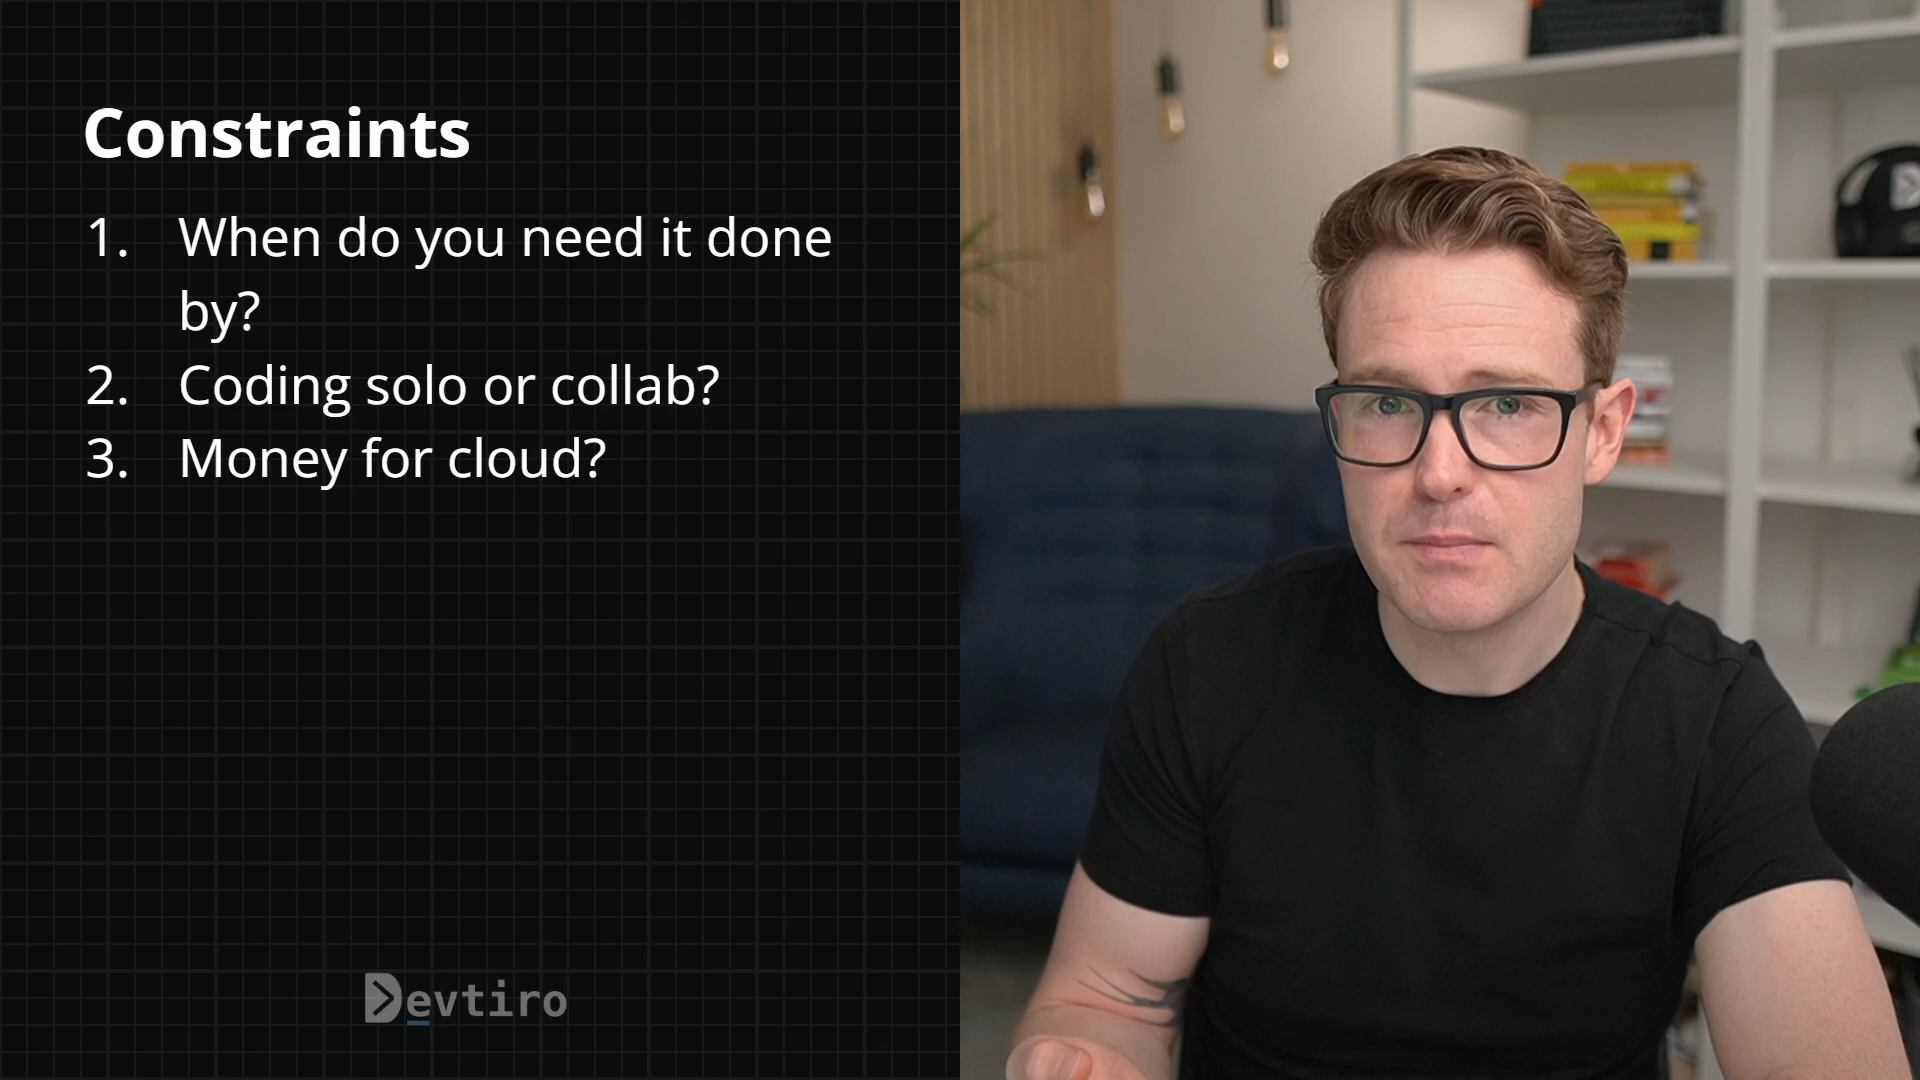 Constraints
1. When do you need it done
by?
2. Coding solo or collab?
3. Money for cloud?
Devtiro